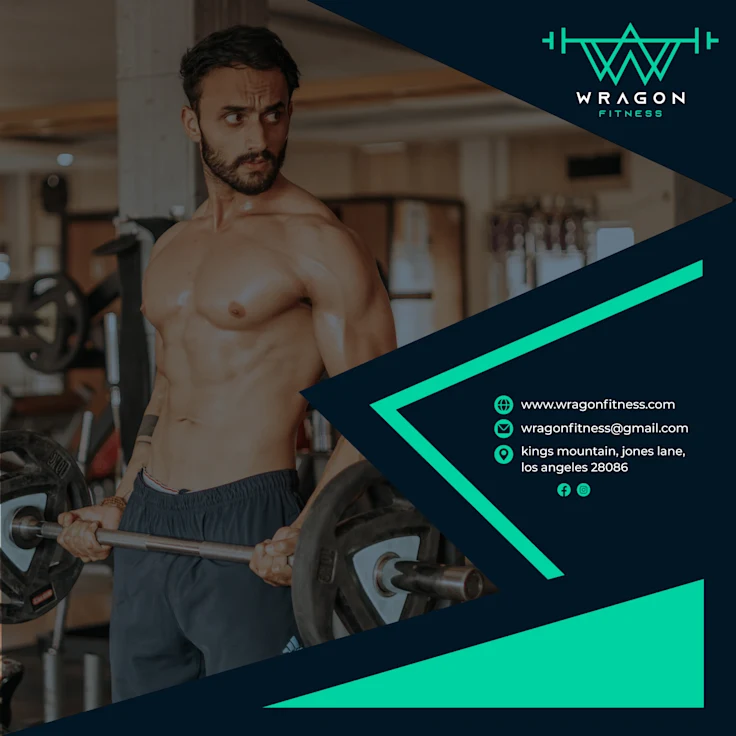 WRAGON
FITNESS
www.wragonfitness.com
wragonfitness@gmail.com
kings mountain, jones lane,
los angeles 28086